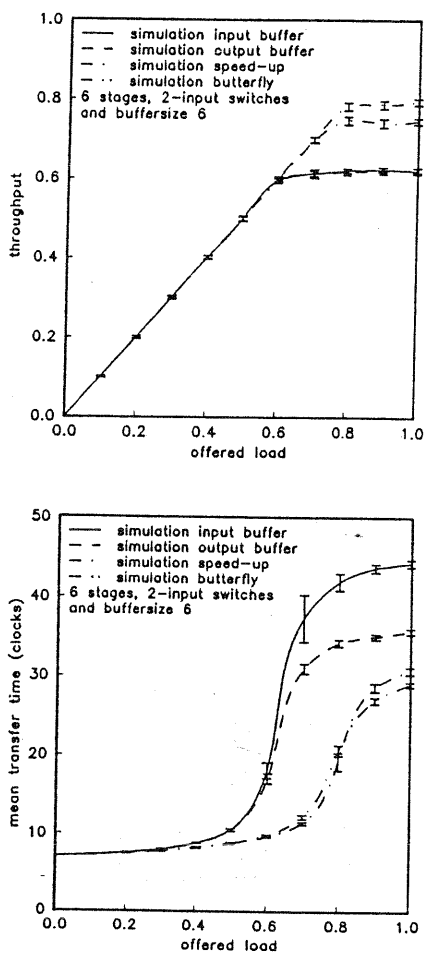 1.0
simulation input buffer
simulation output buffer
simulation speed-up
simulation butterfly
6 stages, 2-input switches
and buffersize 6
0.8
0.6
0.4
0.2
0.0
throughput
0.0 0.2 0.4 0.6 0.8 1.0
offered load
50
simulation input buffer
simulation output buffer
simulation speed-up
simulation butterfly
6 stages, 2-input switches
and buffersize 6
40
30
20
10
0
mean transfer time (clocks)
0.0 0.2 0.4 0.6 0.8 1.0
offered load